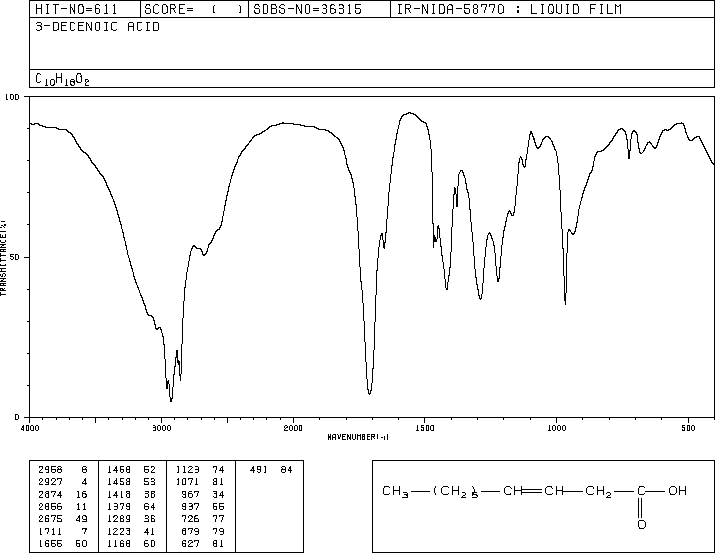 HIT-NO=611 SCORE= ( ) SDBS-NO=36315 IR-NIDA-58770 : LIQUID FILM
3-DECENOIC ACID
C₁₀H₁₈O₂
100
50
0
TRANSMITTANCE(%)
4000 3000 2000 1500 1000 500
WAVENUMBER(-1)
2958 8 1468 52 1123 74 491 84
2927 4 1458 53 1071 81
2874 16 1418 38 967 34
2856 11 1379 64 937 55
2675 49 1289 36 726 77
1711 7 1223 41 679 79
1655 50 1168 60 627 81
CH₃—(CH₂)₅—CH=CH—CH₂—C—OH
O